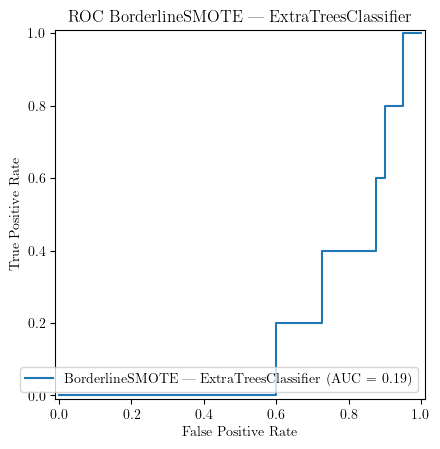 ROC BorderlineSMOTE — ExtraTreesClassifier
1.0
0.8
0.6
0.4
0.2
0.0
True Positive Rate
BorderlineSMOTE — ExtraTreesClassifier (AUC = 0.19)
0.0 0.2 0.4 0.6 0.8 1.0
False Positive Rate